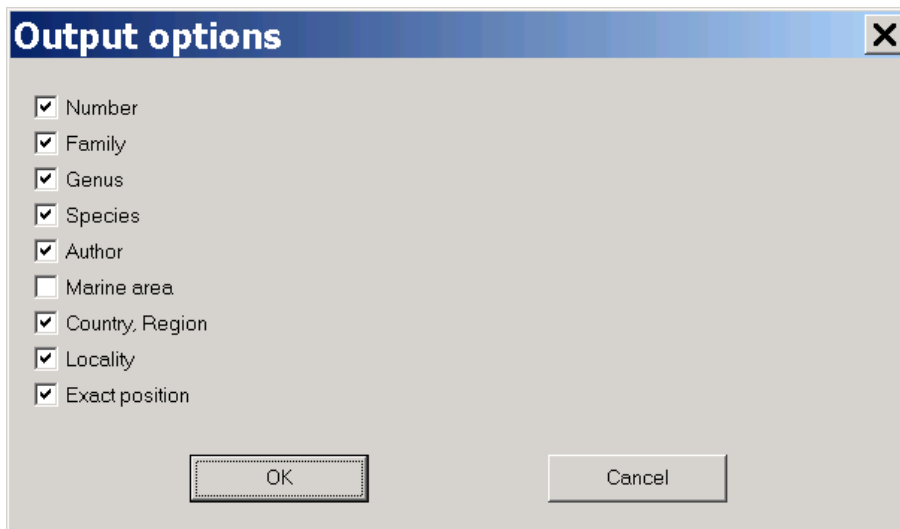 Output options
Number
Family
Genus
Species
Author
Marine area
Country, Region
Locality
Exact position
OK Cancel